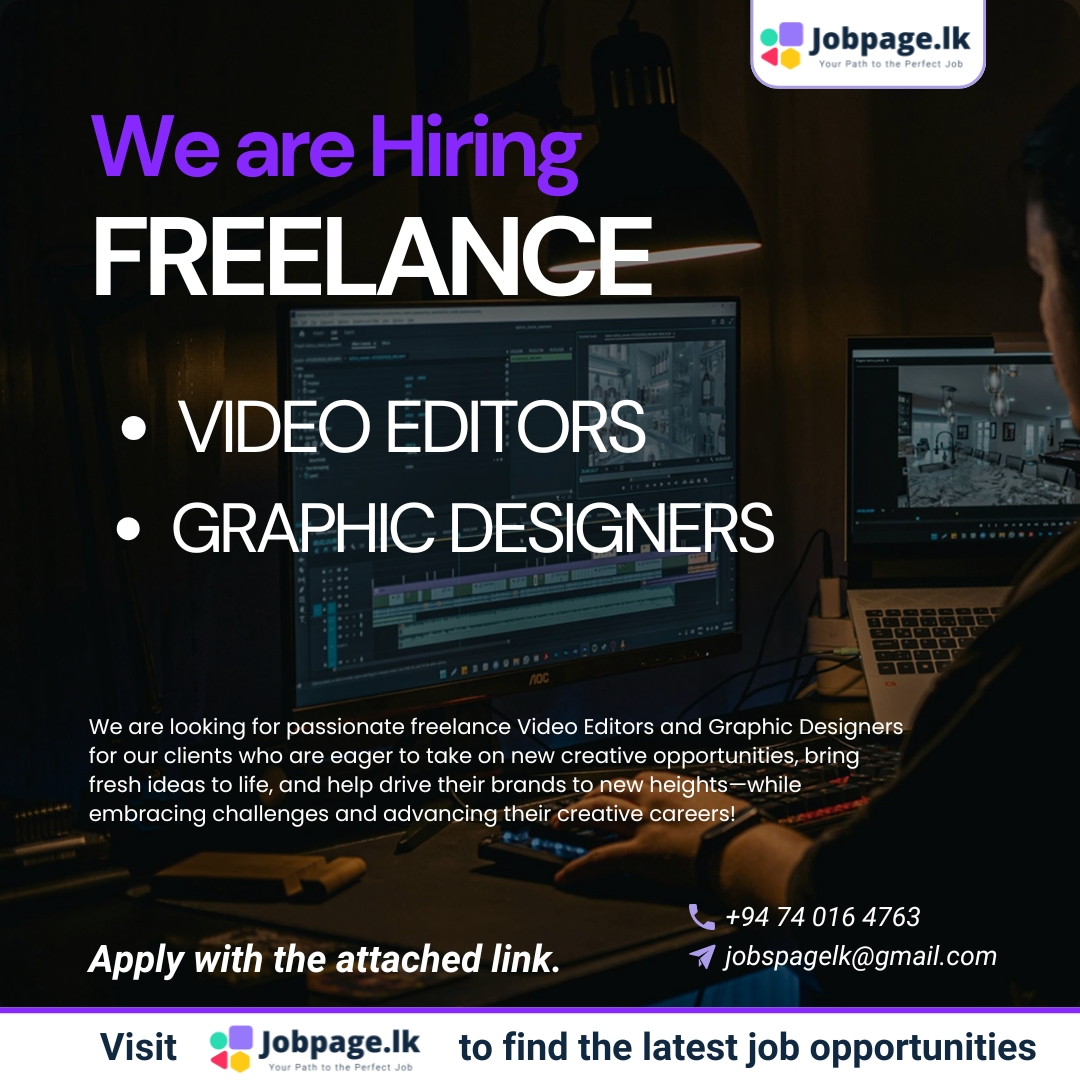 Jobpage.lk
Your Path to the Perfect Job
We are Hiring
FREELANCE
• VIDEO EDITORS
• GRAPHIC DESIGNERS
AOC
We are looking for passionate freelance Video Editors and Graphic Designers
for our clients who are eager to take on new creative opportunities, bring
fresh ideas to life, and help drive their brands to new heights—while
embracing challenges and advancing their creative careers!
+94 74 016 4763
Apply with the attached link.
jobspagelk@gmail.com
Visit Jobpage.lk to find the latest job opportunities
Your Path to the Perfect Job